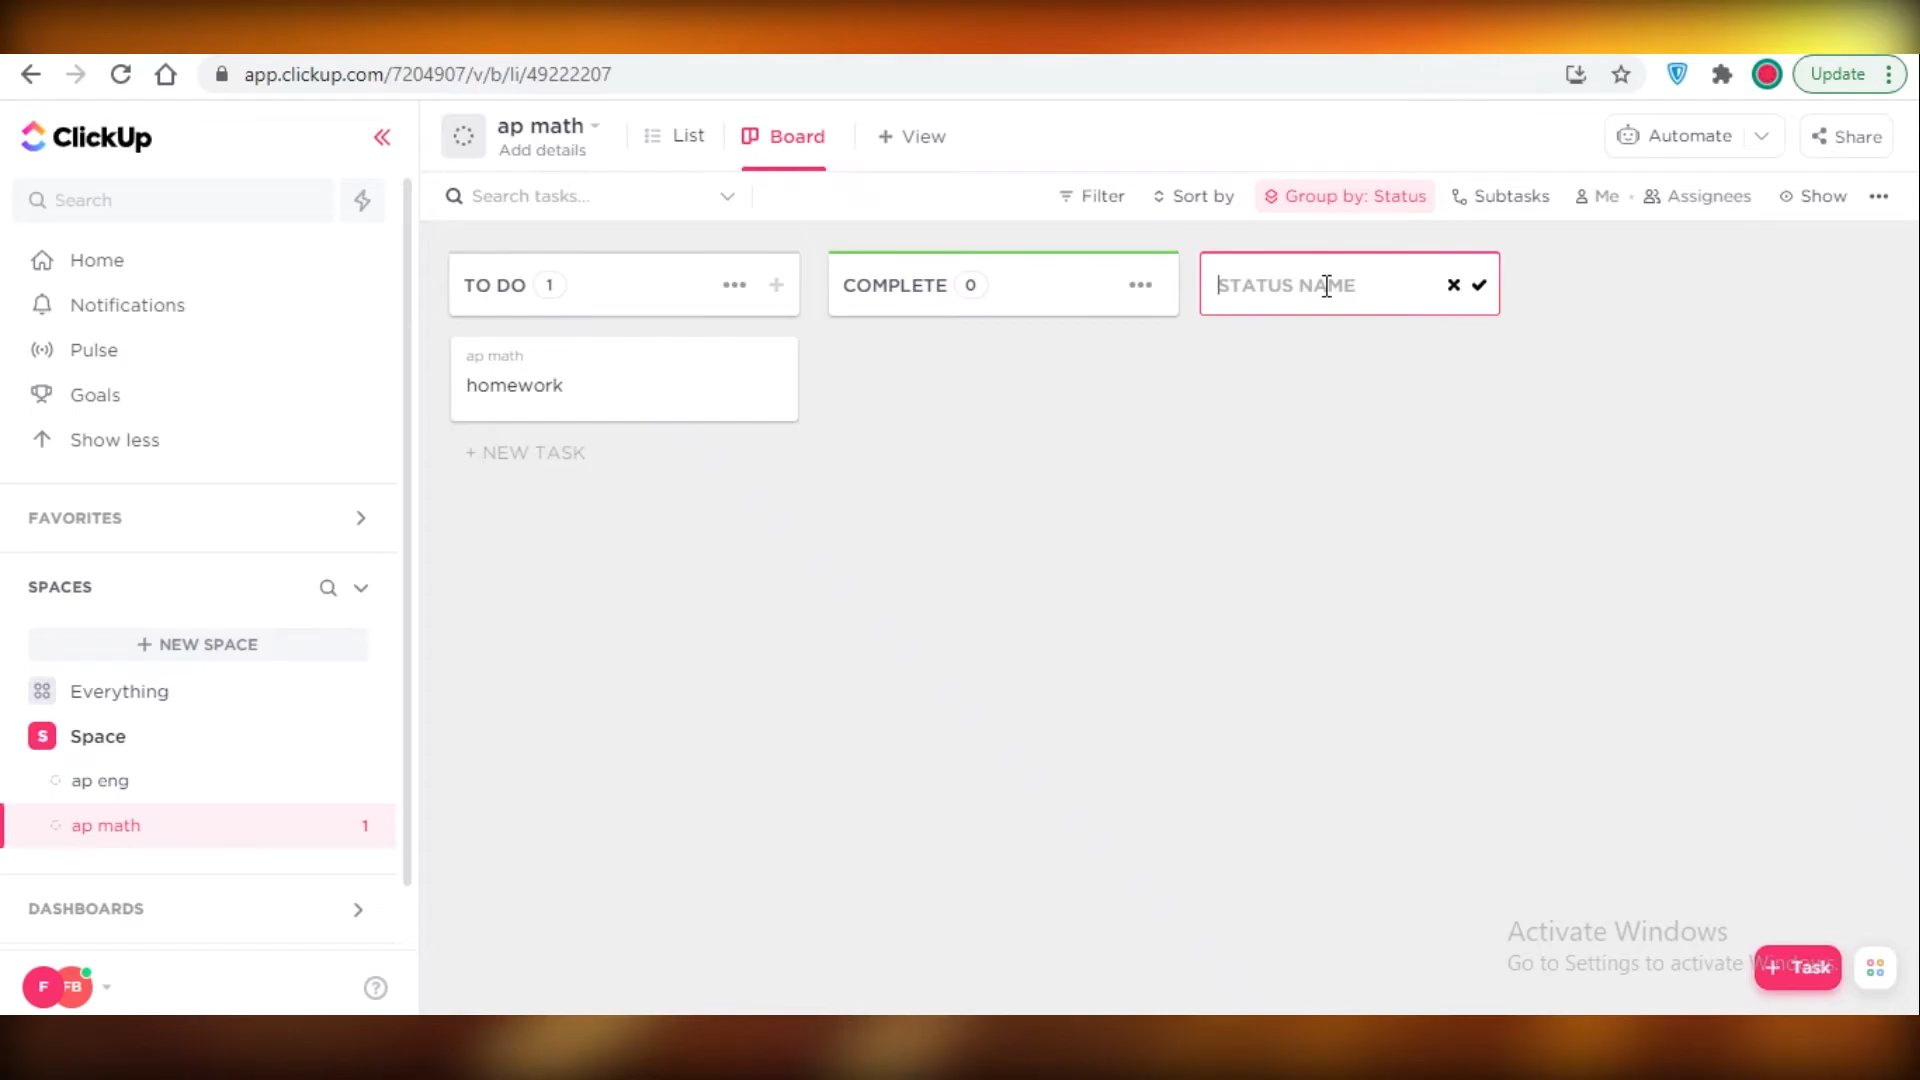 app.clickup.com/7204907/v/b/li/49222207
Update
ClickUp
ap math
Add details
List
Board
+ View
Automate
Share
Search
Search tasks...
Filter
Sort by
Group by: Status
Subtasks
Me
Assignees
Show
Home
Notifications
Pulse
Goals
Show less
TO DO 1
COMPLETE 0
STATUS NAME
ap math
homework
+ NEW TASK
FAVORITES
SPACES
+ NEW SPACE
Everything
S Space
ap eng
ap math 1
DASHBOARDS
F FB
?
Activate Windows
Go to Settings to activate Windows.
+ Task